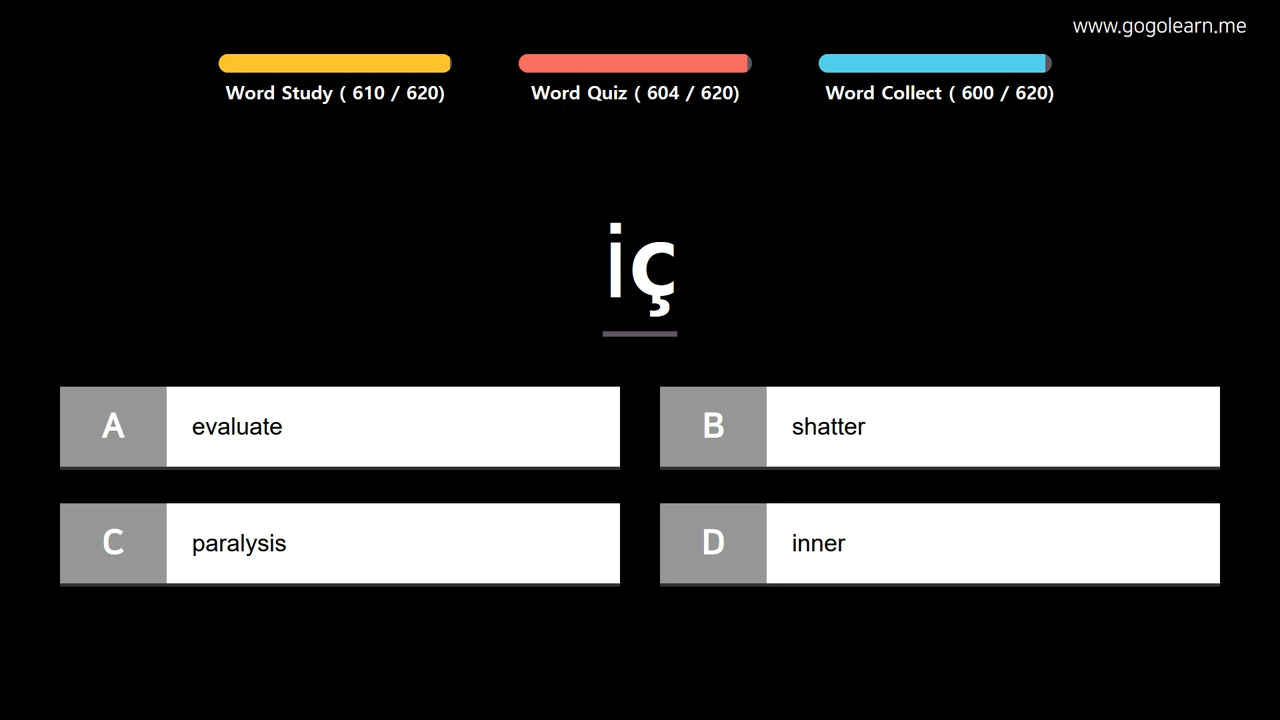 www.gogolearn.me
Word Study ( 610 / 620)
Word Quiz ( 604 / 620)
Word Collect ( 600 / 620)
iç
A evaluate
B shatter
C paralysis
D inner